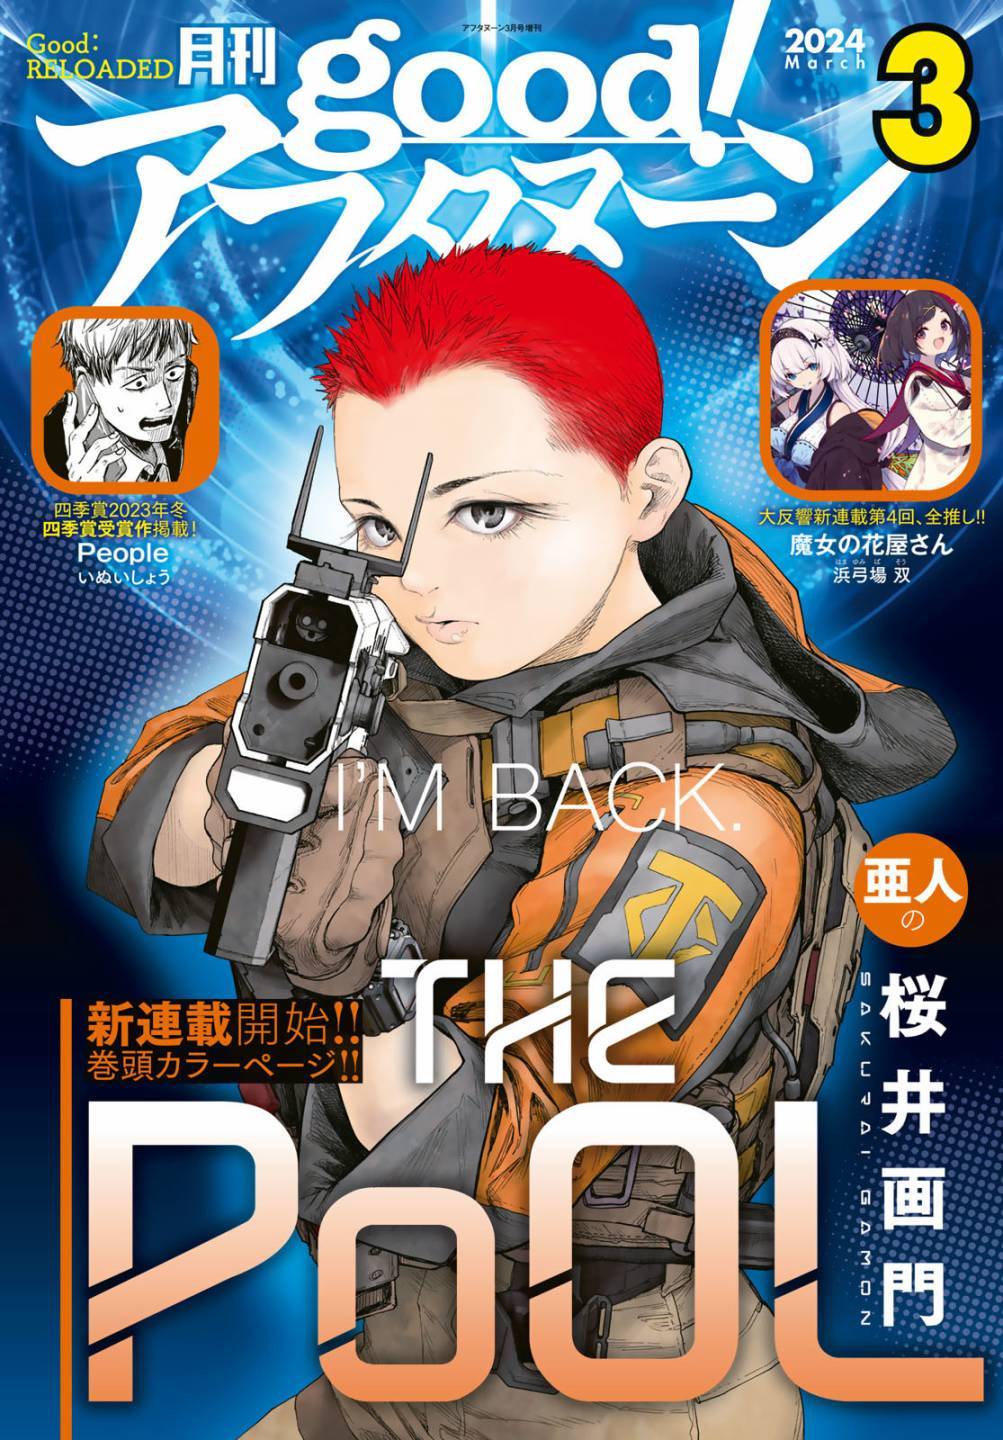 アフタヌーン3月号増刊
Good:
RELOADED
月刊
good!
アフタヌーン
2024
March
3
四季賞2023年冬
四季賞受賞作掲載!
People
いぬいしょう
大反響新連載第4回、全推し!!
魔女の花屋さん
はま ゆみ ば そう
浜弓場 双
I'M BACK.
亜人
の
桜井画門
SAKURAI GAMON
新連載開始!!
巻頭カラーページ!!
THE
PoOL